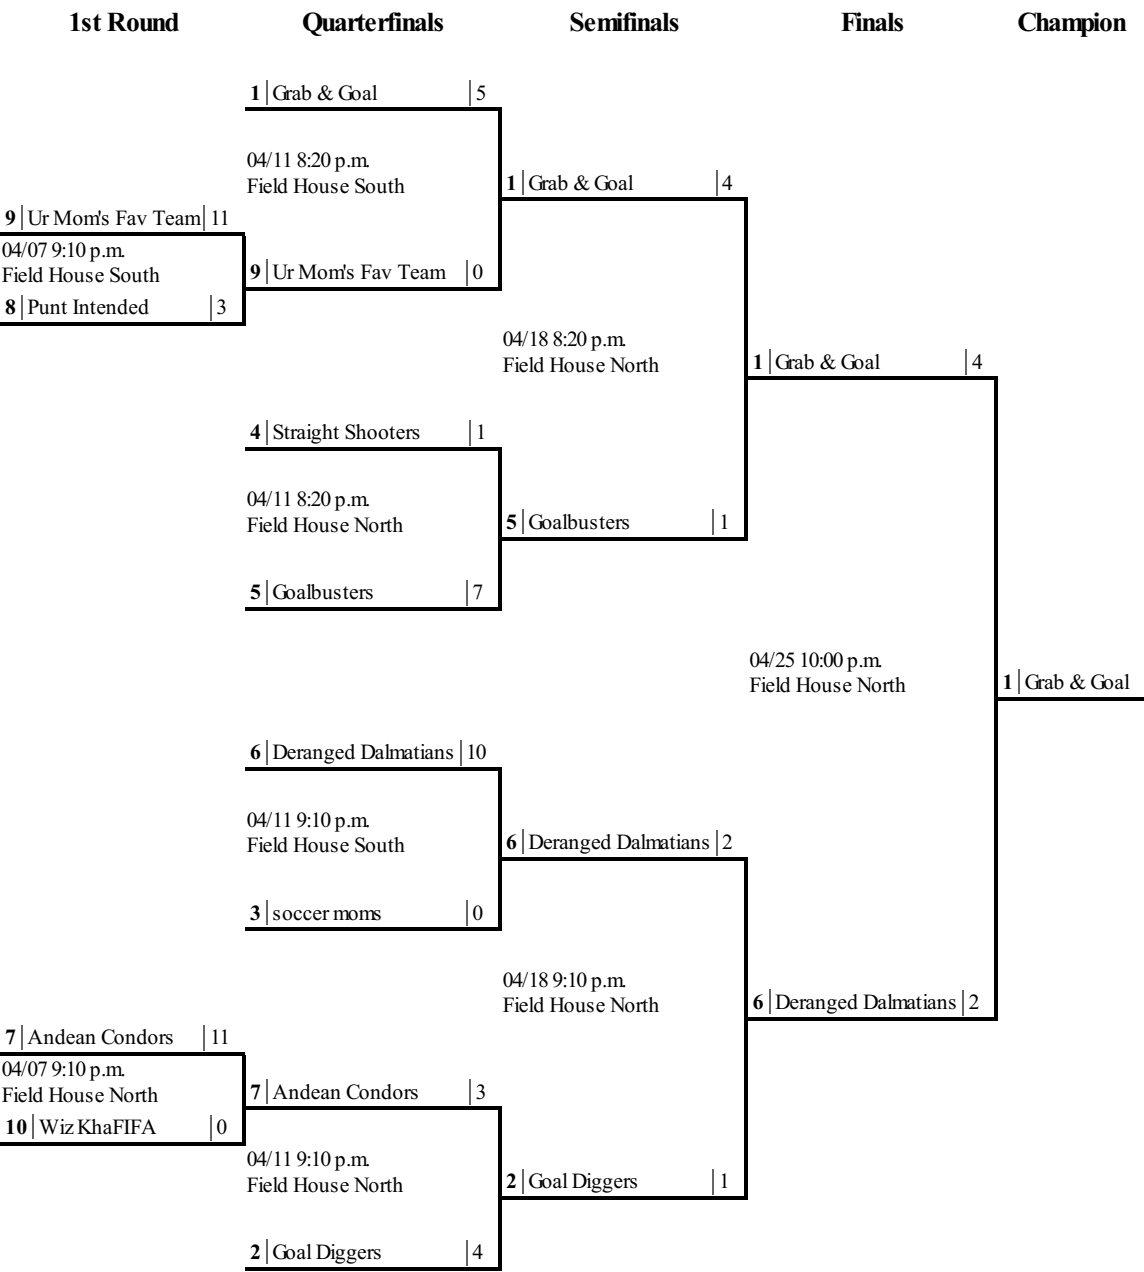 1st Round Quarterfinals Semifinals Finals Champion
1 Grab & Goal 5
04/11 8:20 p.m.
Field House South
1 Grab & Goal 4
9 Ur Mom's Fav Team 11
04/07 9:10 p.m.
Field House South
9 Ur Mom's Fav Team 0
8 Punt Intended 3
04/18 8:20 p.m.
Field House North
1 Grab & Goal 4
4 Straight Shooters 1
04/11 8:20 p.m.
Field House North
5 Goalbusters 1
5 Goalbusters 7
04/25 10:00 p.m.
Field House North
1 Grab & Goal
6 Deranged Dalmatians 10
04/11 9:10 p.m.
Field House South
6 Deranged Dalmatians 2
3 soccer moms 0
04/18 9:10 p.m.
Field House North
6 Deranged Dalmatians 2
7 Andean Condors 11
04/07 9:10 p.m.
Field House North
7 Andean Condors 3
10 Wiz KhaFIFA 0
04/11 9:10 p.m.
Field House North
2 Goal Diggers 1
2 Goal Diggers 4